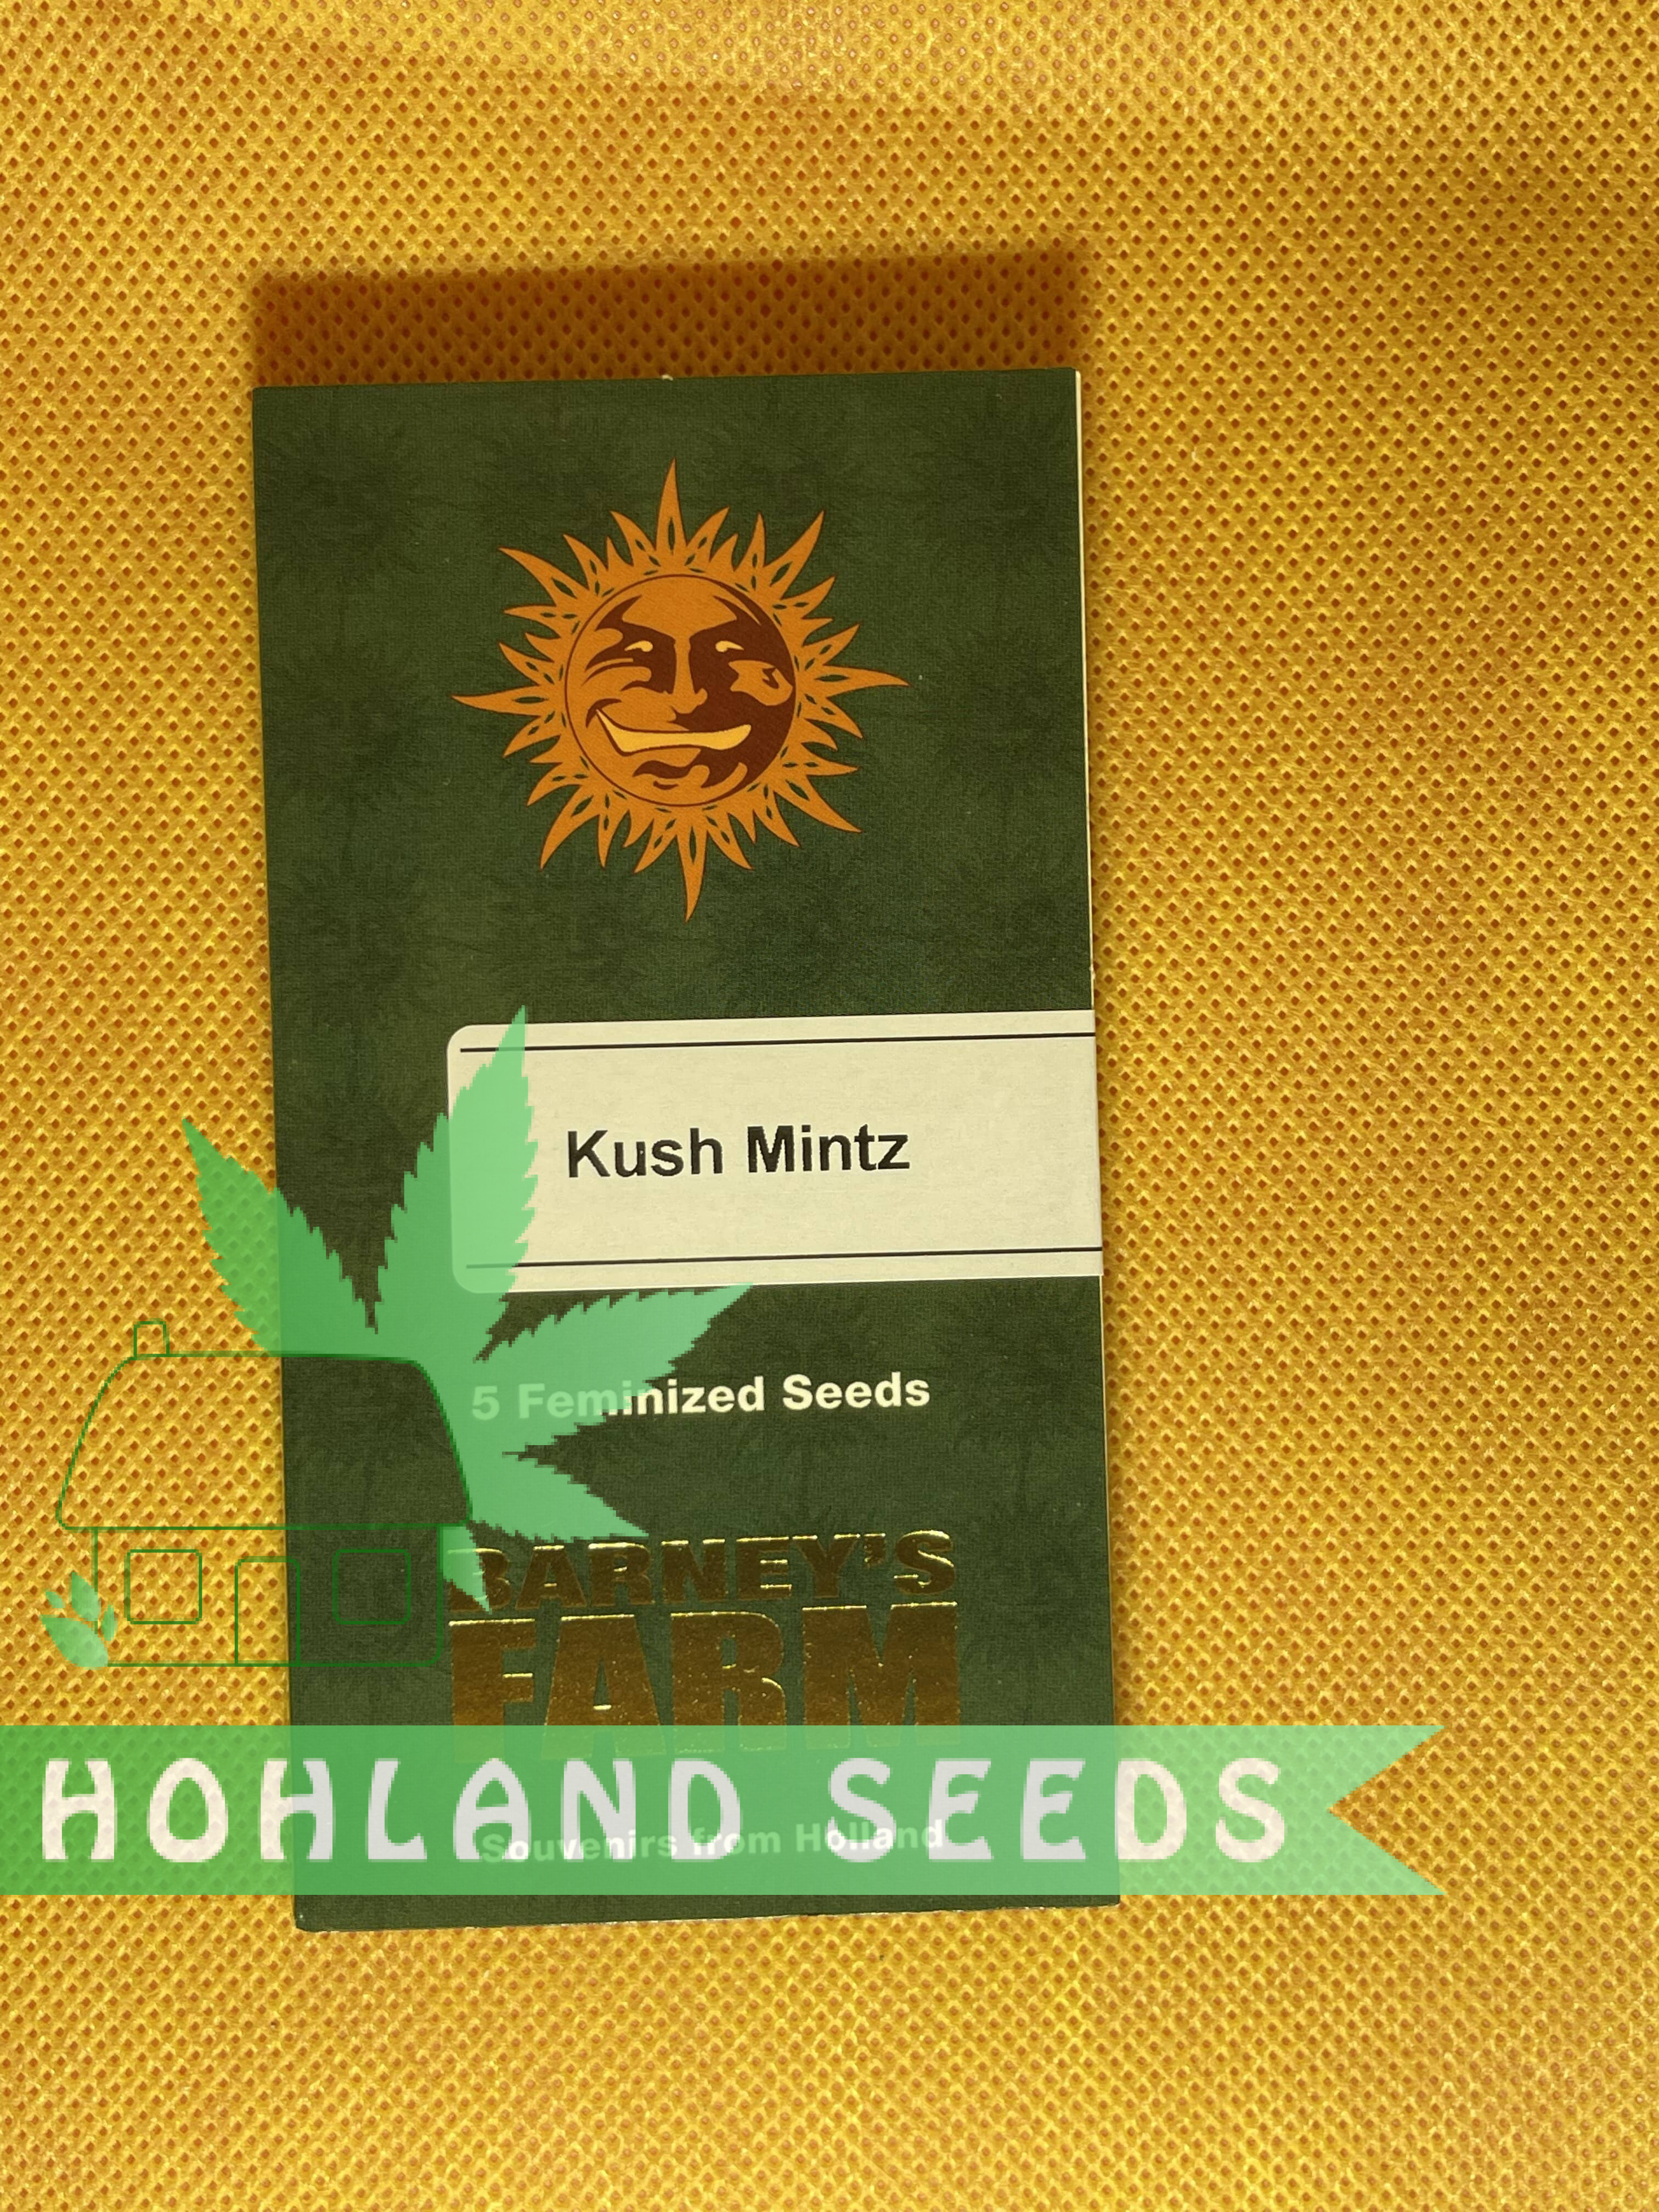 Kush Mintz
5 Feminized Seeds
BARNEY'S
FARM
HOHLAND SEEDS
Souvenirs from Holland